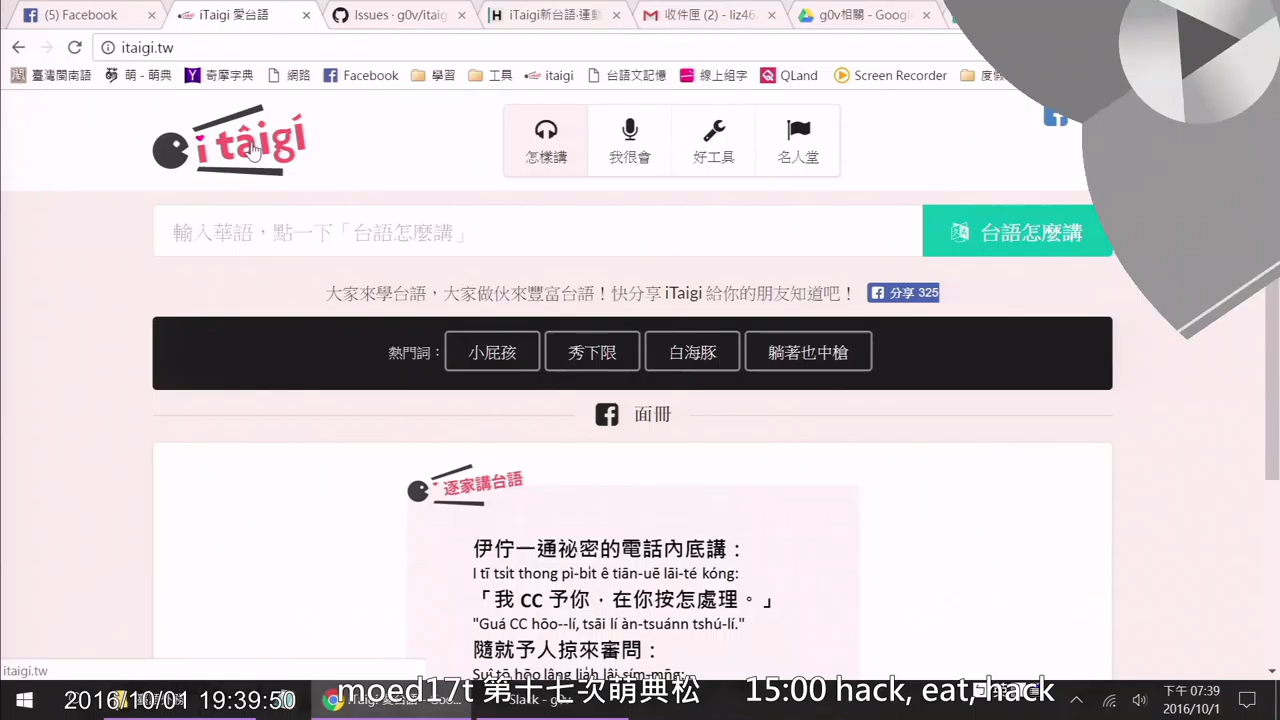 (5) Facebook
iTaigi 愛台語
Issues · g0v/itaig
iTaigi新台語‧運動
收件匣 (2) - liz46
g0v相關 - Google
itaigi.tw
臺灣閩南語
萌 - 萌典
奇摩字典
網路
Facebook
學習
工具
itaigi
台語文記憶
線上組字
QLand
Screen Recorder
i tâigí
怎樣講
我很會
好工具
名人堂
輸入華語，點一下「台語怎麼講」
台語怎麼講
大家來學台語，大家做伙來豐富台語！快分享 iTaigi 給你的朋友知道吧！
分享 325
熱門詞：
小屁孩
秀下限
白海豚
躺著也中槍
面冊
逐家講台語
伊佇一通祕密的電話內底講：
I tī tsi̍t thong pì-bi̍t ê tiān-uē lāi-té kóng:
「我 CC 予你，在你按怎處理。」
"Guá CC hōo--lí, tsāi lí àn-tsuánn tshú-lí."
隨就予人掠來審問：
Suî tō hōo lâng lia̍h lâi sím-mn̄g:
itaigi.tw
2016/10/01 19:39:50
moed17t 第十七次萌典松
15:00 hack, eat, hack
下午 07:39
2016/10/1